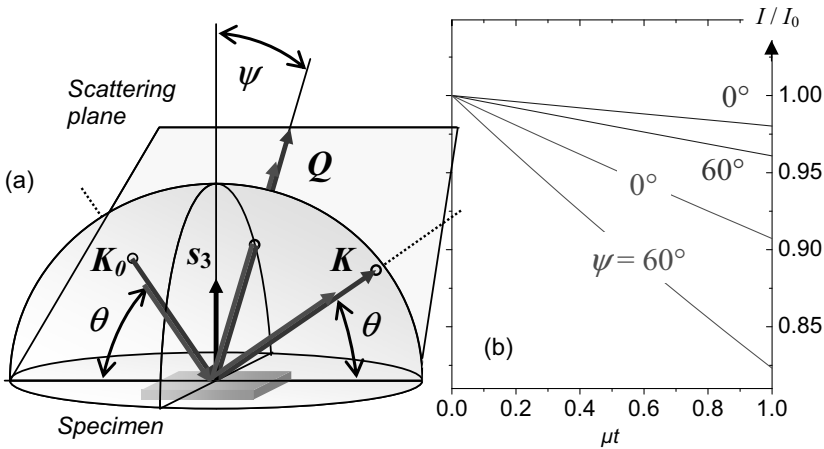 (a)
Scattering
plane
ψ
Q
K₀
s₃
K
θ
θ
Specimen
I / I₀
0°
60°
0°
ψ = 60°
(b)
1.00
0.95
0.90
0.85
0.0 0.2 0.4 0.6 0.8 1.0
μt